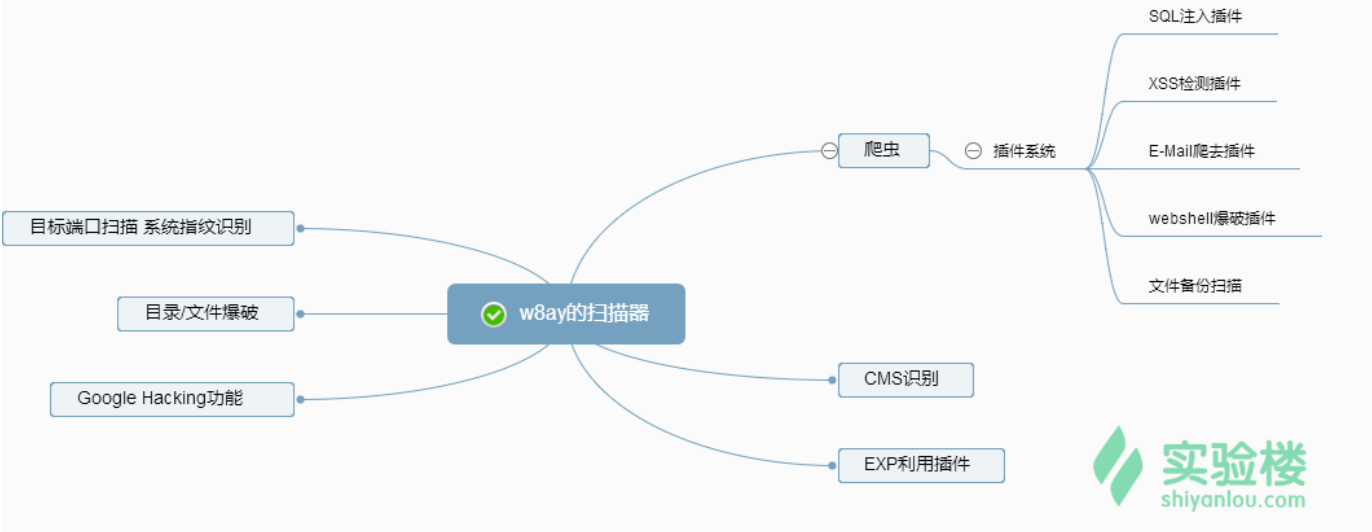 SQL注入插件
XSS检测插件
爬虫
插件系统
E-Mail爬去插件
webshell爆破插件
文件备份扫描
目标端口扫描 系统指纹识别
目录/文件爆破
w8ay的扫描器
Google Hacking功能
CMS识别
EXP利用插件
实验楼
shiyanlou.com